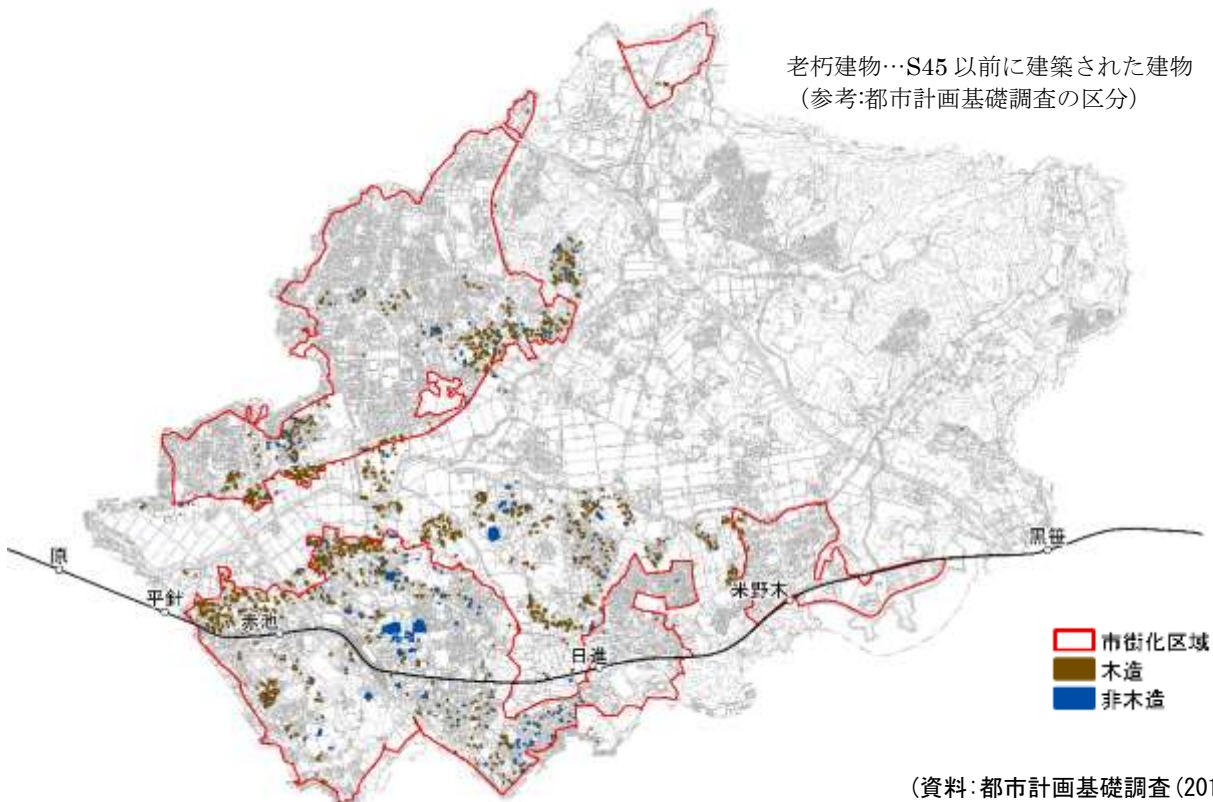 老朽建物…S45 以前に建築された建物
（参考:都市計画基礎調査の区分）
原
平針
赤池
日進
米野木
黒笹
市街化区域
木造
非木造
(資料:都市計画基礎調査(201